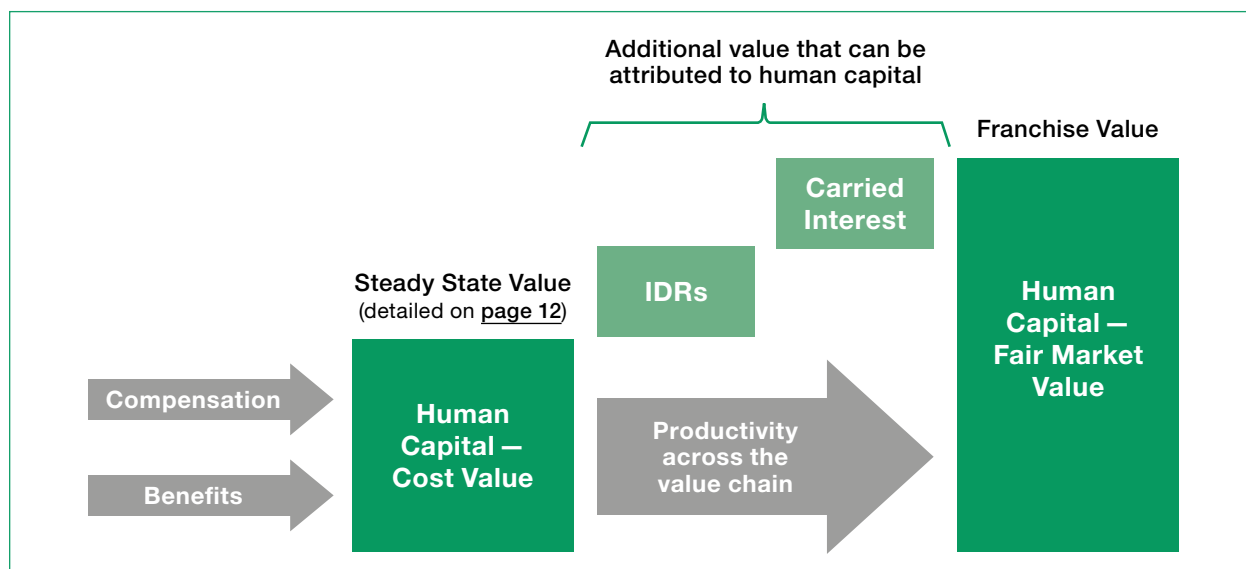 Additional value that can be
attributed to human capital
Franchise Value
Carried
Interest
IDRs
Steady State Value
(detailed on page 12)
Human
Capital —
Fair Market
Value
Compensation
Benefits
Human
Capital —
Cost Value
Productivity
across the
value chain